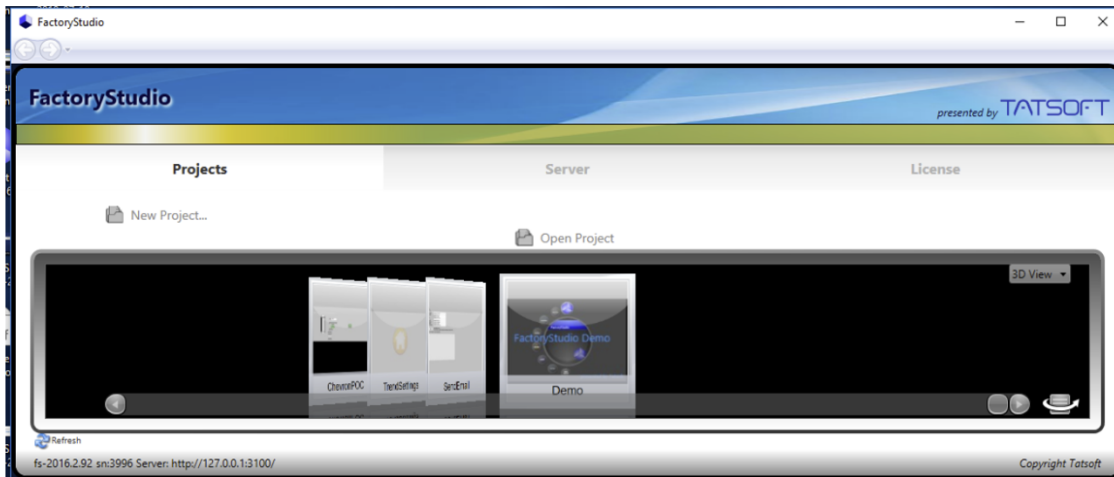 FactoryStudio
FactoryStudio
presented by TATSOFT
Projects
Server
License
New Project...
Open Project
3D View
ChevronPOC
TrendSettings
SendEmail
FactoryStudio Demo
Demo
Refresh
fs-2016.2.92 sn:3996 Server: http://127.0.0.1:3100/
Copyright Tatsoft